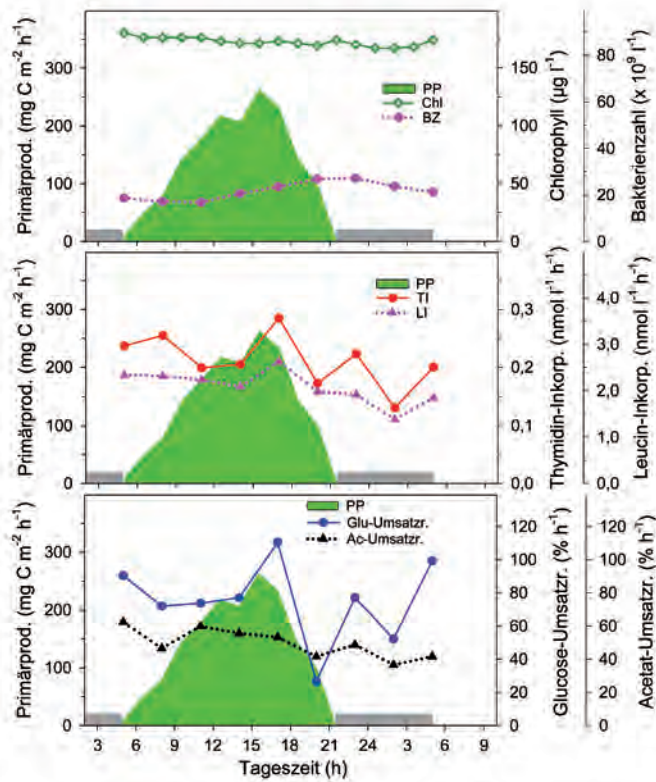 Primärprod. (mg C m-2 h-1)
300
200
100
0
PP
Chl
BZ
150
100
50
0
Chlorophyll (µg l-1)
80
60
40
20
0
Bakterienzahl (x 10^9 l-1)
Primärprod. (mg C m-2 h-1)
300
200
100
0
PP
TI
LI
0,3
0,2
0,1
0,0
Thymidin-Inkorp. (nmol l-1 h-1)
4,0
3,0
2,0
1,0
0,0
Leucin-Inkorp. (nmol l-1 h-1)
Primärprod. (mg C m-2 h-1)
300
200
100
0
PP
Glu-Umsatzr.
Ac-Umsatzr.
120
100
80
60
40
20
0
Glucose-Umsatzr. (% h-1)
120
100
80
60
40
20
0
Acetat-Umsatzr. (% h-1)
3 6 9 12 15 18 21 24 3 6 9
Tageszeit (h)